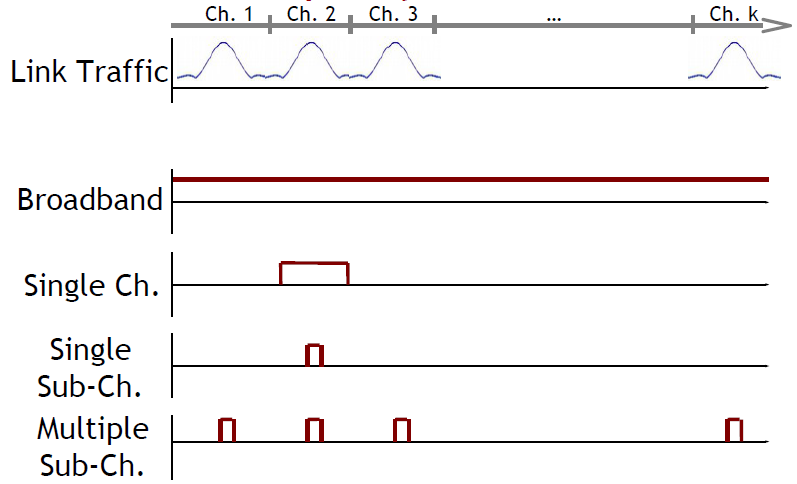 Ch. 1 Ch. 2 Ch. 3 ... Ch. k
Link Traffic
Broadband
Single Ch.
Single
Sub-Ch.
Multiple
Sub-Ch.